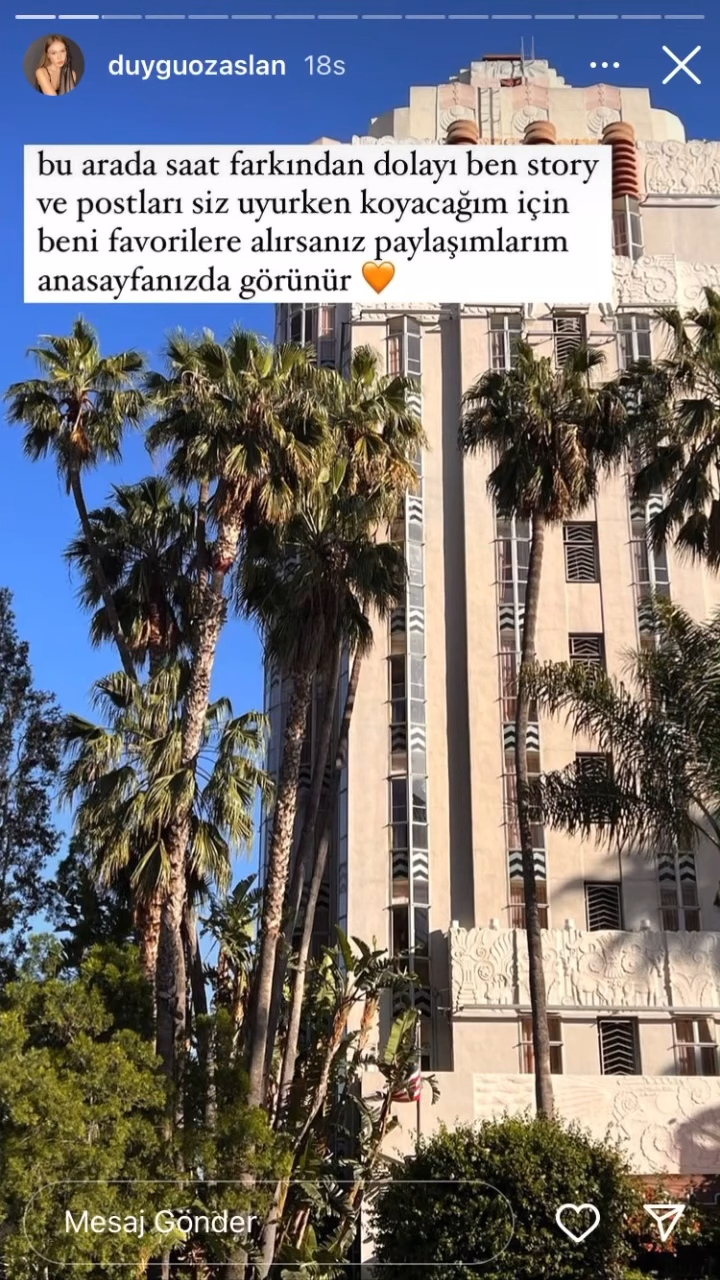 duyguozaslan 18s
bu arada saat farkından dolayı ben story
ve postları siz uyurken koyacağım için
beni favorilere alırsanız paylaşımlarım
anasayfanızda görünür 🧡
Mesaj Gönder